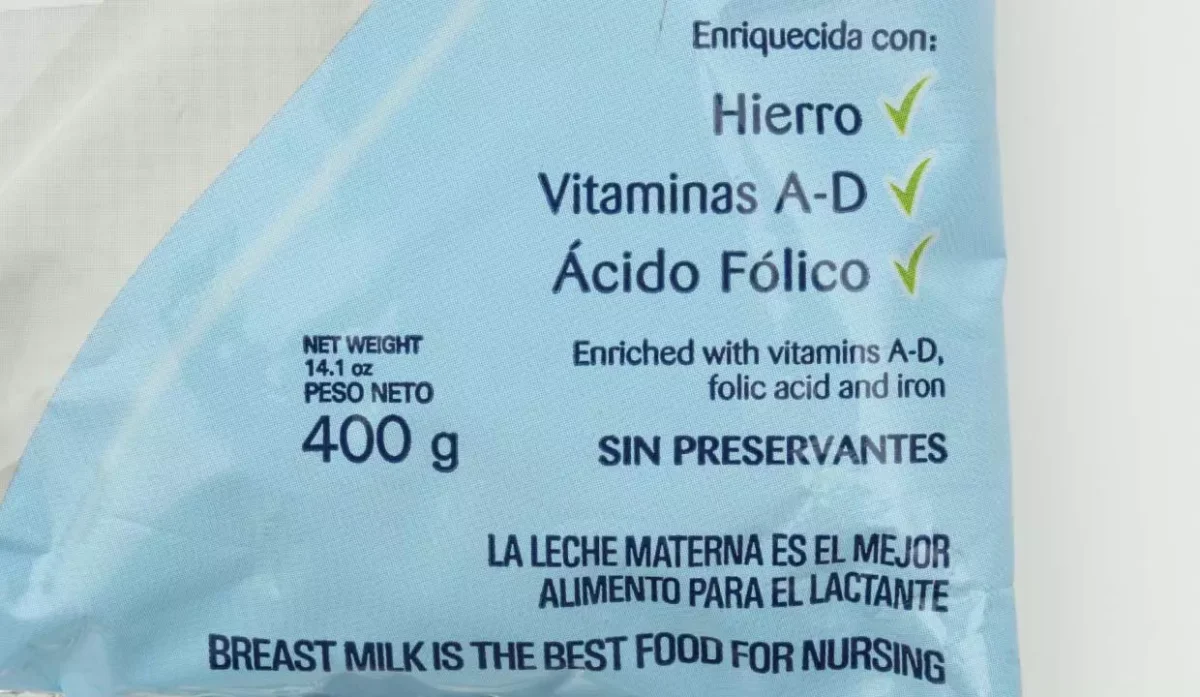 Enriquecida con:
Hierro
Vitaminas A-D
Ácido Fólico
NET WEIGHT
14.1 oz
PESO NETO
400 g
Enriched with vitamins A-D,
folic acid and iron
SIN PRESERVANTES
LA LECHE MATERNA ES EL MEJOR
ALIMENTO PARA EL LACTANTE
BREAST MILK IS THE BEST FOOD FOR NURSING